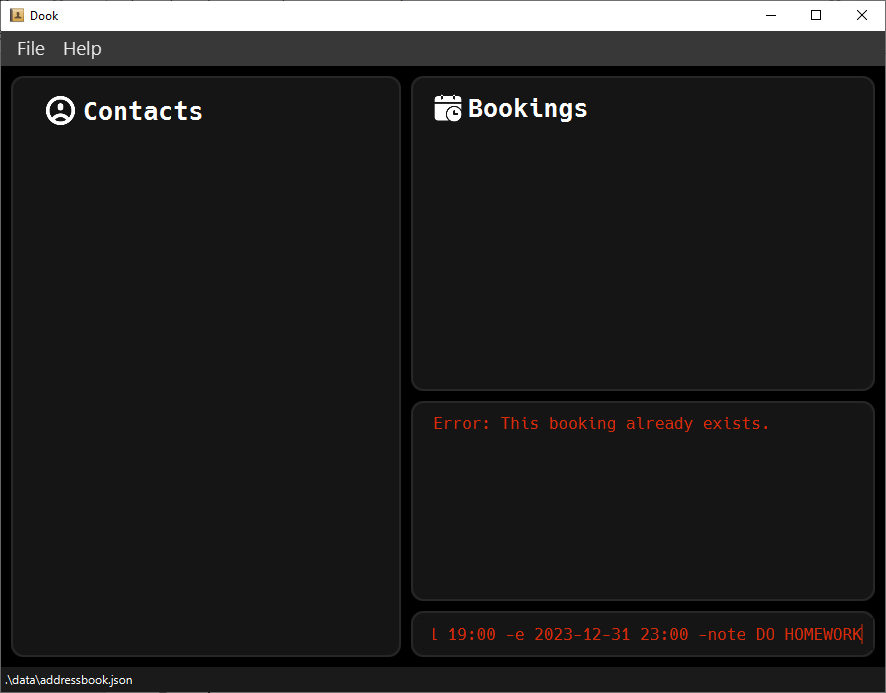 Dook
File Help
Contacts
Bookings
Error: This booking already exists.
19:00 -e 2023-12-31 23:00 -note DO HOMEWORK
.\data\addressbook.json